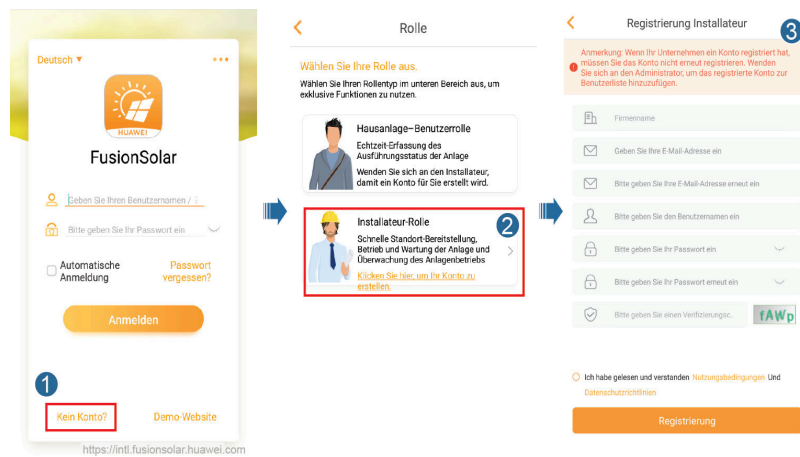 Deutsch ▼
•••
HUAWEI
FusionSolar
Geben Sie Ihren Benutzernamen /
Bitte geben Sie Ihr Passwort ein
Automatische
Anmeldung
Passwort
vergessen?
Anmelden
1
Kein Konto?
Demo-Website
https://intl.fusionsolar.huawei.com
Rolle
Wählen Sie Ihre Rolle aus.
Wählen Sie Ihren Rollentyp im unteren Bereich aus, um
exklusive Funktionen zu nutzen.
Hausanlage-Benutzerrolle
Echtzeit-Erfassung des
Ausführungsstatus der Anlage
Wenden Sie sich an den Installateur,
damit ein Konto für Sie erstellt wird.
2
Installateur-Rolle
Schnelle Standort-Bereitstellung,
Betrieb und Wartung der Anlage und
Überwachung des Anlagenbetriebs
Klicken Sie hier, um Ihr Konto zu
erstellen.
Registrierung Installateur
3
Anmerkung: Wenn Ihr Unternehmen ein Konto registriert hat,
müssen Sie das Konto nicht erneut registrieren. Wenden
Sie sich an den Administrator, um das registrierte Konto zur
Benutzerliste hinzuzufügen.
Firmenname
Geben Sie Ihre E-Mail-Adresse ein
Bitte geben Sie Ihre E-Mail-Adresse erneut ein
Bitte geben Sie den Benutzernamen ein
Bitte geben Sie Ihr Passwort ein
Bitte geben Sie Ihr Passwort erneut ein
Bitte geben Sie einen Verifizierungsc..
fAWp
Ich habe gelesen und verstanden Nutzungsbedingungen Und
Datenschutzrichtlinien
Registrierung